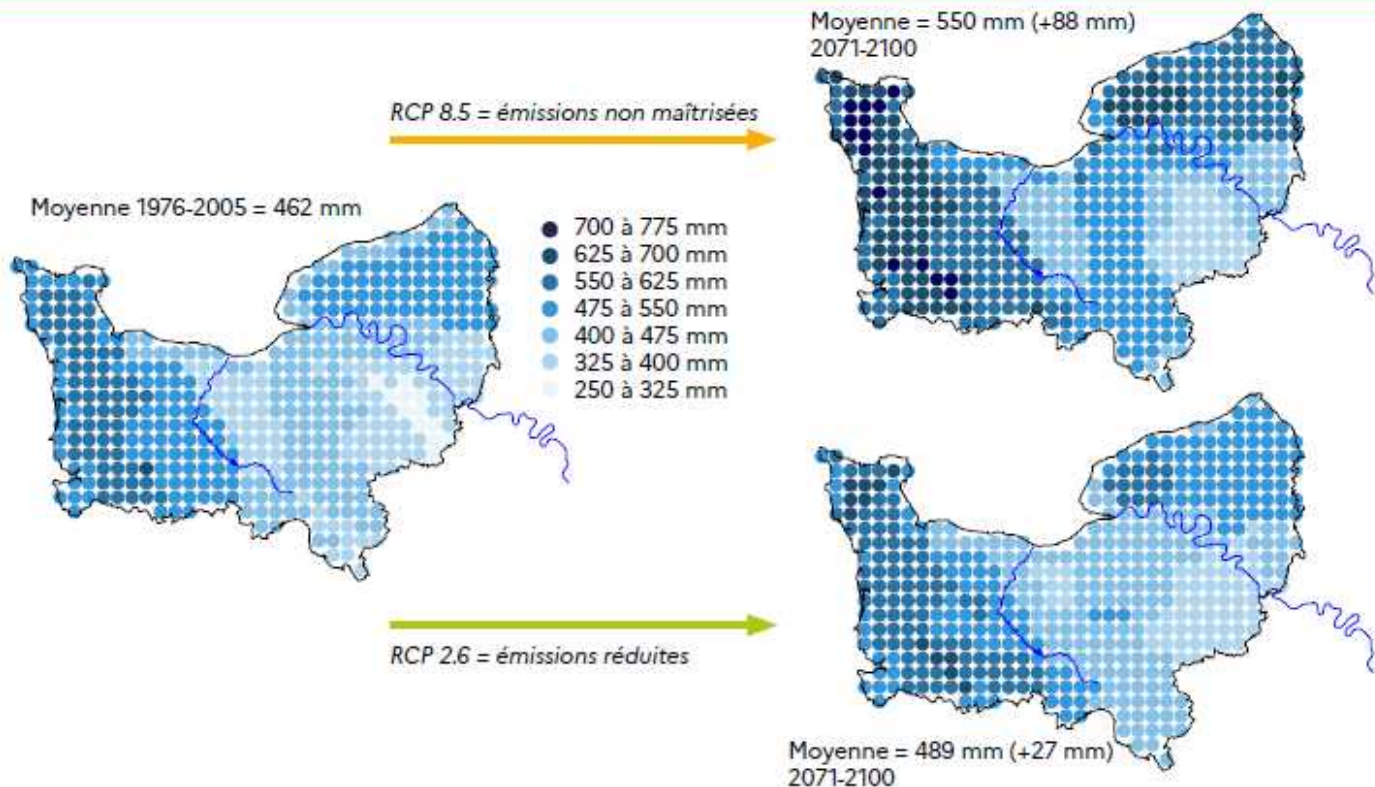 Moyenne = 550 mm (+88 mm)
2071-2100
RCP 8.5 = émissions non maîtrisées
Moyenne 1976-2005 = 462 mm
700 à 775 mm
625 à 700 mm
550 à 625 mm
475 à 550 mm
400 à 475 mm
325 à 400 mm
250 à 325 mm
RCP 2.6 = émissions réduites
Moyenne = 489 mm (+27 mm)
2071-2100